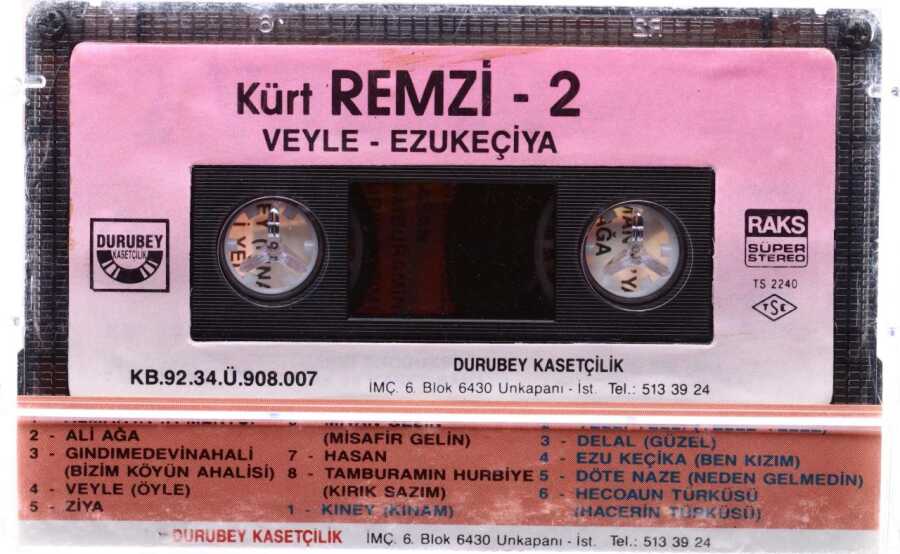 Kürt REMZİ - 2
VEYLE - EZUKEÇİYA
DURUBEY
KASETÇİLİK
RAKS
SÜPER
STEREO
TS 2240
TSE
DURUBEY KASETÇİLİK
KB.92.34.Ü.908.007
İMÇ. 6. Blok 6430 Unkapanı - İst. Tel.: 513 39 24
2 - ALİ AĞA
3 - GINDIMEDEVİNAHALİ
(BİZİM KÖYÜN AHALİSİ)
4 - VEYLE (ÖYLE)
5 - ZİYA
(MİSAFİR GELİN)
7 - HASAN
8 - TAMBURAMIN HURBİYE
(KIRIK SAZIM)
1 - KINEY (KINAM)
3 - DELAL (GÜZEL)
4 - EZU KEÇİKA (BEN KIZIM)
5 - DÖTE NAZE (NEDEN GELMEDİN)
6 - HECOAUN TÜRKÜSÜ
(HACERİN TÜRKÜSÜ)
DURUBEY KASETÇİLİK İMÇ. 6. Blok 6430 Unkapanı - İst. Tel.: 513 39 24